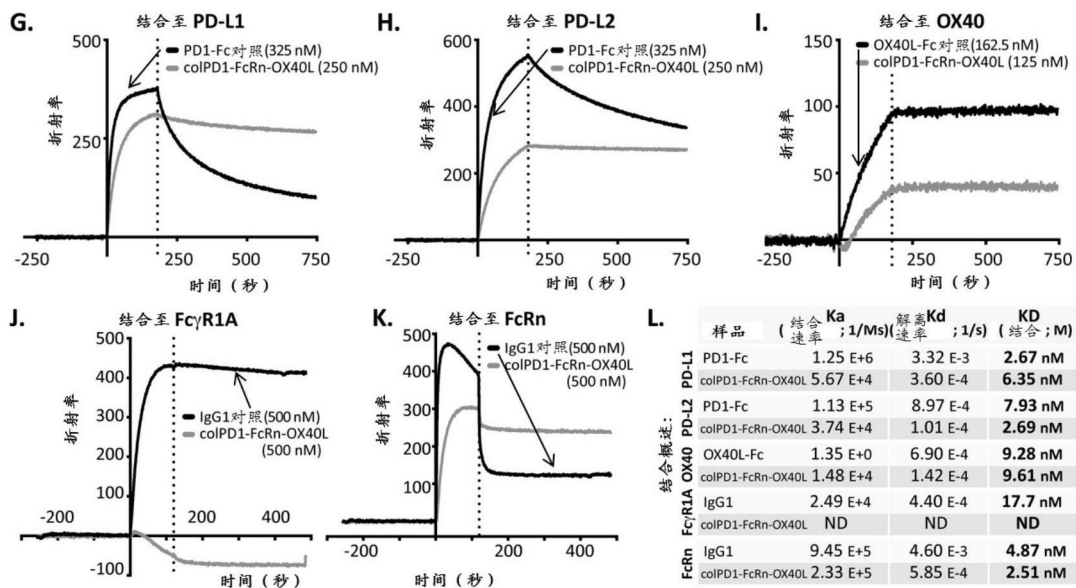 G. 结合至 PD-L1
500
PD1-Fc对照(325 nM)
colPD1-FcRn-OX40L (250 nM)
250
折射率
-250 250 500 750
时间（秒）
H. 结合至 PD-L2
600
PD1-Fc对照(325 nM)
colPD1-FcRn-OX40L (250 nM)
400
200
折射率
-250 250 500 750
时间（秒）
I. 结合至 OX40
150
OX40L-Fc对照(162.5 nM)
colPD1-FcRn-OX40L (125 nM)
100
50
折射率
-250 250 500 750
时间（秒）
J. 结合至 FcγR1A
500
400
300
200
100
-100
折射率
IgG1对照(500 nM)
colPD1-FcRn-OX40L
(500 nM)
-200 200 400
时间（秒）
K. 结合至 FcRn
500
400
300
200
100
折射率
IgG1对照(500 nM)
colPD1-FcRn-OX40L
(500 nM)
-200 200 400
时间（秒）
L.
结合概述：
样品 Ka (结合速率; 1/Ms) Kd (解离速率; 1/s) KD (结合; M)
PD-L1
PD1-Fc 1.25 E+6 3.32 E-3 2.67 nM
colPD1-FcRn-OX40L 5.67 E+4 3.60 E-4 6.35 nM
PD-L2
PD1-Fc 1.13 E+5 8.97 E-4 7.93 nM
colPD1-FcRn-OX40L 3.74 E+4 1.01 E-4 2.69 nM
OX40
OX40L-Fc 1.35 E+0 6.90 E-4 9.28 nM
colPD1-FcRn-OX40L 1.48 E+4 1.42 E-4 9.61 nM
FcγR1A
IgG1 2.49 E+4 4.40 E-4 17.7 nM
colPD1-FcRn-OX40L ND ND ND
FcRn
IgG1 9.45 E+5 4.60 E-3 4.87 nM
colPD1-FcRn-OX40L 2.33 E+5 5.85 E-4 2.51 nM